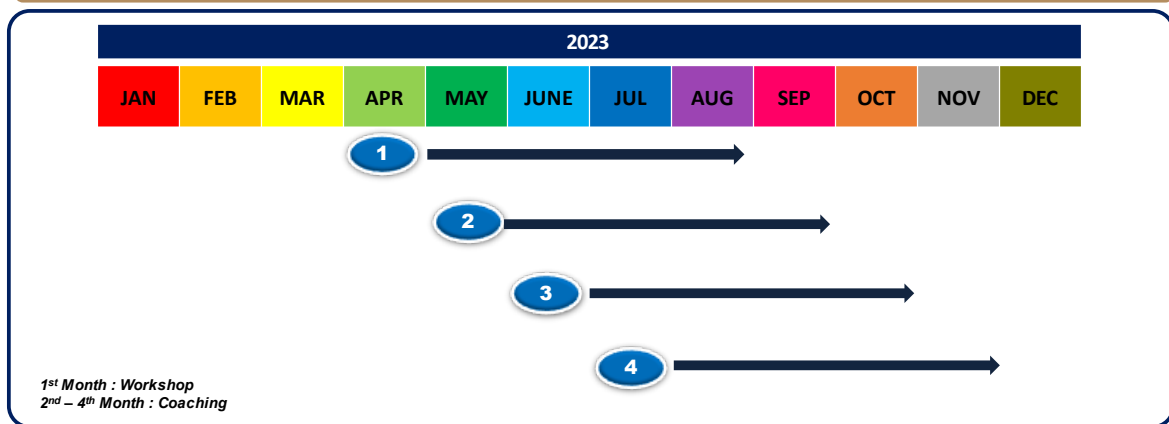 2023
JAN FEB MAR APR MAY JUNE JUL AUG SEP OCT NOV DEC
1
2
3
4
1st Month : Workshop
2nd – 4th Month : Coaching